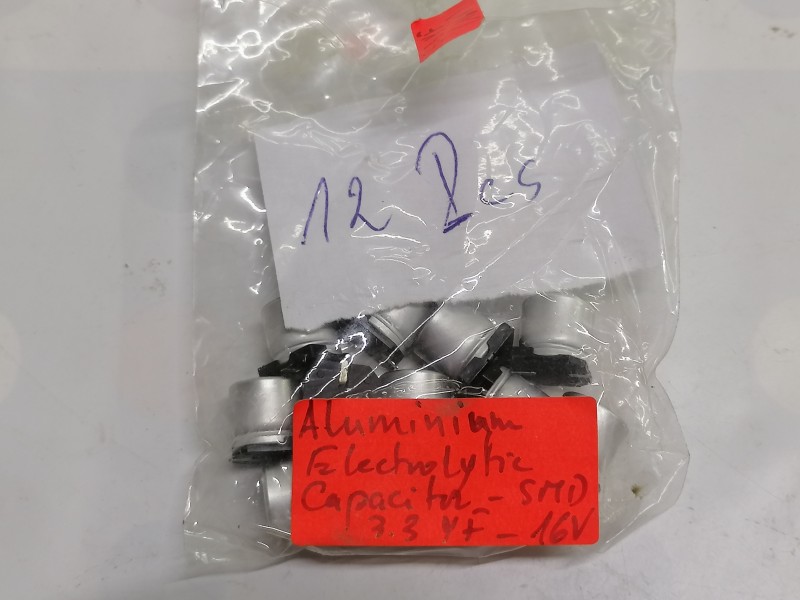 12 Pcs
Aluminium
Electrolytic
Capacitor - SMD
3.3 µF - 16V